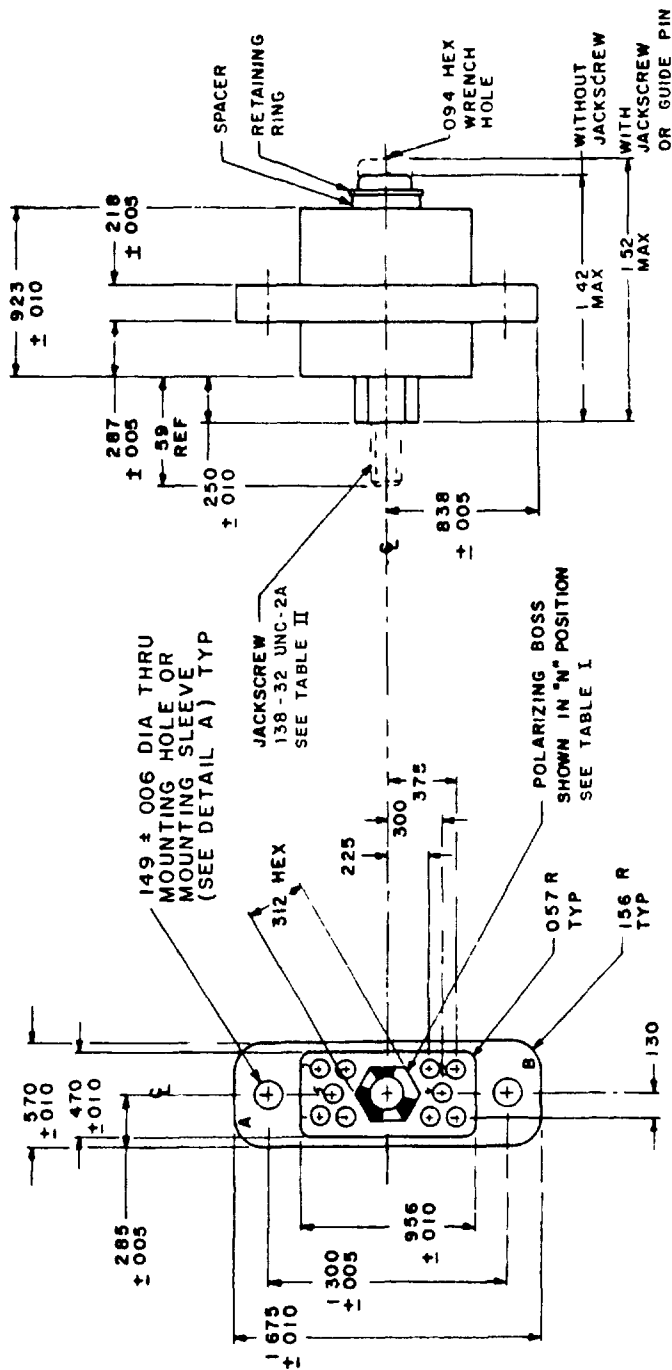 1 675
± 010
1 300
± 005
956
± 010
285
± 005
570
± 010
470
± 010
℄
A
B
130
149 ± 006 DIA THRU
MOUNTING HOLE OR
MOUNTING SLEEVE
(SEE DETAIL A) TYP
312 HEX
225
300
375
POLARIZING BOSS
SHOWN IN "N" POSITION
SEE TABLE I
057 R
TYP
156 R
TYP
JACKSCREW
138-32 UNC-2A
SEE TABLE II
℄
923
± 010
218
± 005
287
± 005
59
REF
250
± 010
838
± 005
SPACER
RETAINING
RING
094 HEX
WRENCH
HOLE
1 42
MAX
WITHOUT
JACKSCREW
1 52
MAX
WITH
JACKSCREW
OR GUIDE PIN